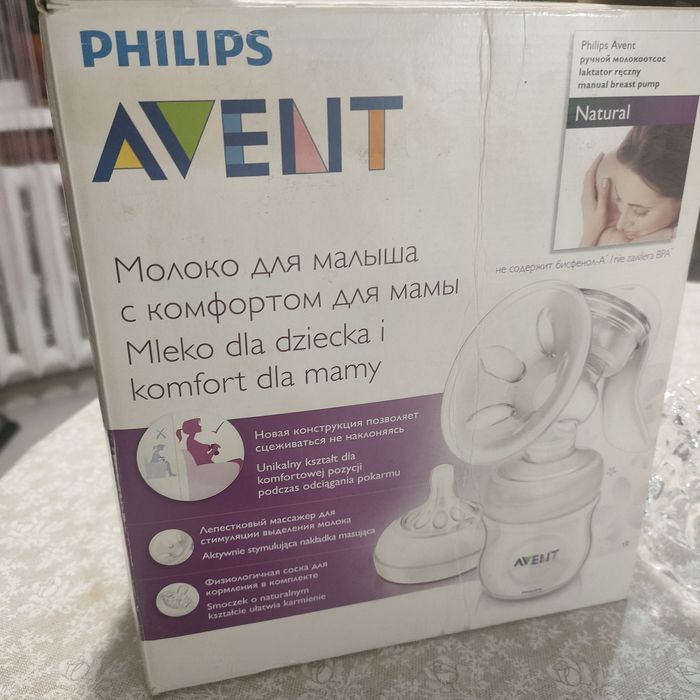 PHILIPS
AVENT
Philips Avent
ручной молокоотсос
laktator ręczny
manual breast pump
Natural
не содержит бисфенол-А* / nie zawiera BPA*
Молоко для малыша
с комфортом для мамы
Mleko dla dziecka i
komfort dla mamy
Новая конструкция позволяет
сцеживаться не наклоняясь
Unikalny kształt dla
komfortowej pozycji
podczas odciągania pokarmu
Лепестковый массажер для
стимуляции выделения молока
Aktywnie stymulująca nakładka masująca
Физиологичная соска для
кормления в комплекте
Smoczek o naturalnym
kształcie ułatwia karmienie
AVENT
PHILIPS